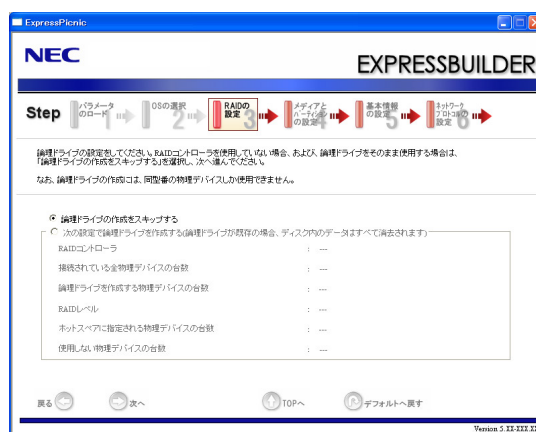 ExpressPicnic
NEC
EXPRESSBUILDER
Step
パラメータ
のロード 1
OSの選択
2
RAIDの
設定 3
メディアと
パーティション
の設定 4
基本情報
の設定 5
ネットワーク
プロトコルの
設定 6
論理ドライブの設定をしてください。RAIDコントローラを使用していない場合、および、論理ドライブをそのまま使用する場合は、
「論理ドライブの作成をスキップする」を選択し、次へ進んでください。
なお、論理ドライブの作成には、同型番の物理デバイスしか使用できません。
論理ドライブの作成をスキップする
次の設定で論理ドライブを作成する(論理ドライブが既存の場合、ディスク内のデータはすべて消去されます)
RAIDコントローラ : ---
接続されている全物理デバイスの台数 : ---
論理ドライブを作成する物理デバイスの台数 : ---
RAIDレベル : ---
ホットスペアに指定される物理デバイスの台数 : ---
使用しない物理デバイスの台数 : ---
戻る 次へ TOPへ デフォルトへ戻す
Version 5.XX-XXX.XX